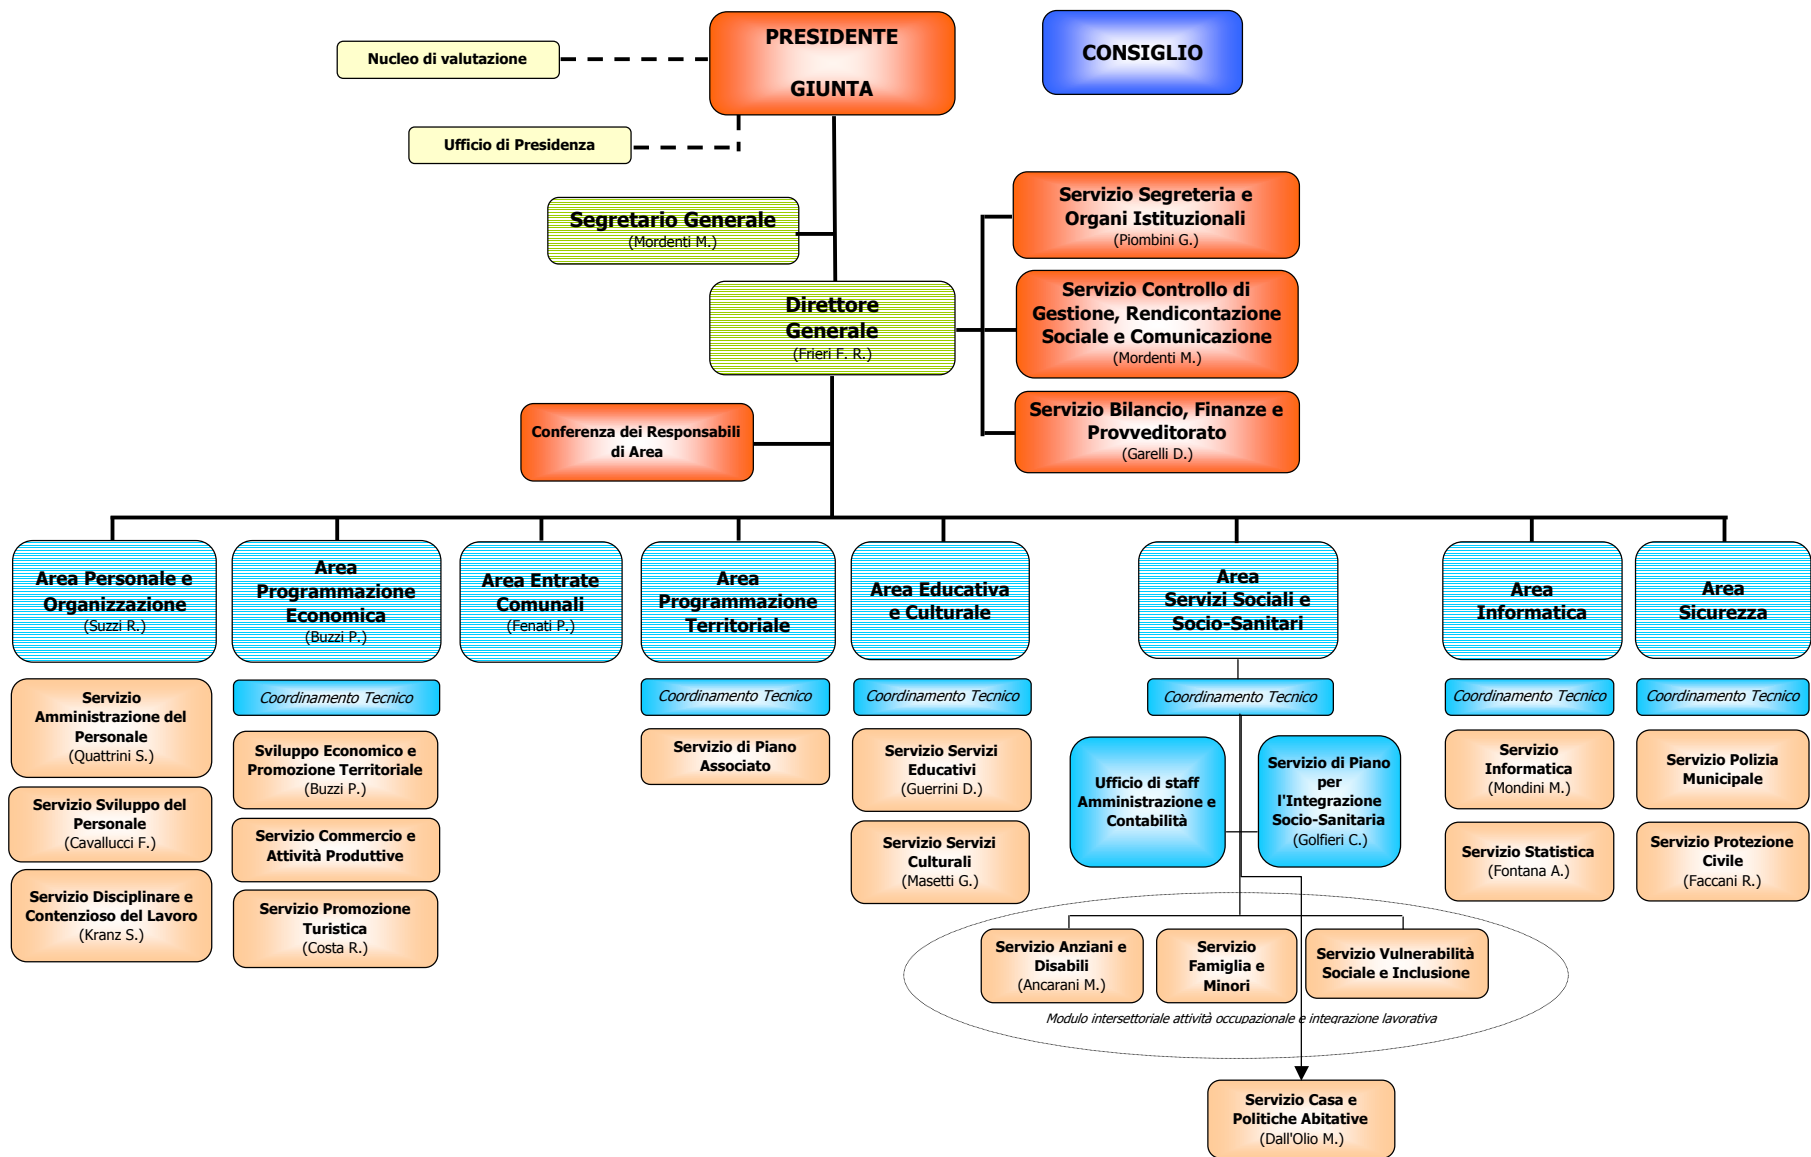 PRESIDENTE
GIUNTA
CONSIGLIO
Nucleo di valutazione
Ufficio di Presidenza
Segretario Generale
(Mordenti M.)
Servizio Segreteria e
Organi Istituzionali
(Piombini G.)
Direttore
Generale
(Frieri F. R.)
Servizio Controllo di
Gestione, Rendicontazione
Sociale e Comunicazione
(Mordenti M.)
Servizio Bilancio, Finanze e
Provveditorato
(Garelli D.)
Conferenza dei Responsabili
di Area
Area Personale e
Organizzazione
(Suzzi R.)
Area
Programmazione
Economica
(Buzzi P.)
Area Entrate
Comunali
(Fenati P.)
Area
Programmazione
Territoriale
Area Educativa
e Culturale
Area
Servizi Sociali e
Socio-Sanitari
Area
Informatica
Area
Sicurezza
Servizio
Amministrazione del
Personale
(Quattrini S.)
Servizio Sviluppo del
Personale
(Cavallucci F.)
Servizio Disciplinare e
Contenzioso del Lavoro
(Kranz S.)
Coordinamento Tecnico
Sviluppo Economico e
Promozione Territoriale
(Buzzi P.)
Servizio Commercio e
Attività Produttive
Servizio Promozione
Turistica
(Costa R.)
Coordinamento Tecnico
Servizio di Piano
Associato
Coordinamento Tecnico
Servizio Servizi
Educativi
(Guerrini D.)
Servizio Servizi
Culturali
(Masetti G.)
Coordinamento Tecnico
Ufficio di staff
Amministrazione e
Contabilità
Servizio di Piano
per
l'Integrazione
Socio-Sanitaria
(Golfieri C.)
Servizio Anziani e
Disabili
(Ancarani M.)
Servizio
Famiglia e
Minori
Servizio Vulnerabilità
Sociale e Inclusione
Modulo intersettoriale attività occupazionale e integrazione lavorativa
Servizio Casa e
Politiche Abitative
(Dall'Olio M.)
Coordinamento Tecnico
Servizio
Informatica
(Mondini M.)
Servizio Statistica
(Fontana A.)
Coordinamento Tecnico
Servizio Polizia
Municipale
Servizio Protezione
Civile
(Faccani R.)